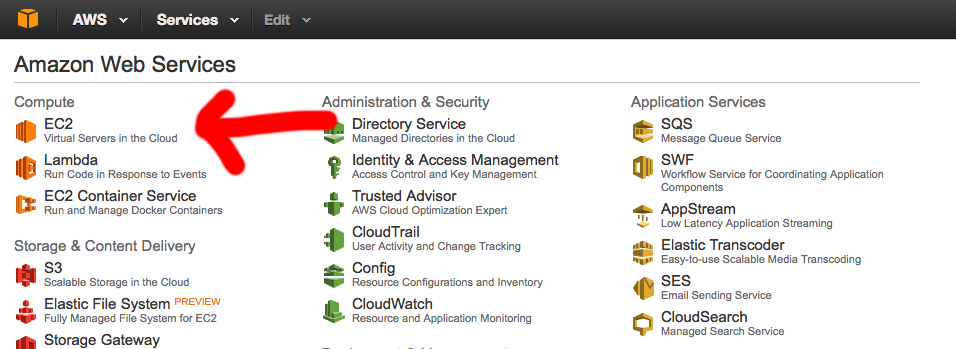 AWS Services Edit
Amazon Web Services
Compute
EC2
Virtual Servers in the Cloud
Lambda
Run Code in Response to Events
EC2 Container Service
Run and Manage Docker Containers
Storage & Content Delivery
S3
Scalable Storage in the Cloud
Elastic File System PREVIEW
Fully Managed File System for EC2
Storage Gateway
Administration & Security
Directory Service
Managed Directories in the Cloud
Identity & Access Management
Access Control and Key Management
Trusted Advisor
AWS Cloud Optimization Expert
CloudTrail
User Activity and Change Tracking
Config
Resource Configurations and Inventory
CloudWatch
Resource and Application Monitoring
Application Services
SQS
Message Queue Service
SWF
Workflow Service for Coordinating Application
Components
AppStream
Low Latency Application Streaming
Elastic Transcoder
Easy-to-use Scalable Media Transcoding
SES
Email Sending Service
CloudSearch
Managed Search Service